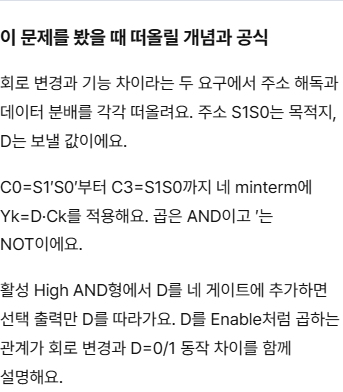 이 문제를 봤을 때 떠올릴 개념과 공식
회로 변경과 기능 차이라는 두 요구에서 주소 해독과
데이터 분배를 각각 떠올려요. 주소 S1S0는 목적지,
D는 보낼 값이에요.
C0=S1′S0′부터 C3=S1S0까지 네 minterm에
Yk=D·Ck를 적용해요. 곱은 AND이고 ′는
NOT이에요.
활성 High AND형에서 D를 네 게이트에 추가하면
선택 출력만 D를 따라가요. D를 Enable처럼 곱하는
관계가 회로 변경과 D=0/1 동작 차이를 함께
설명해요.